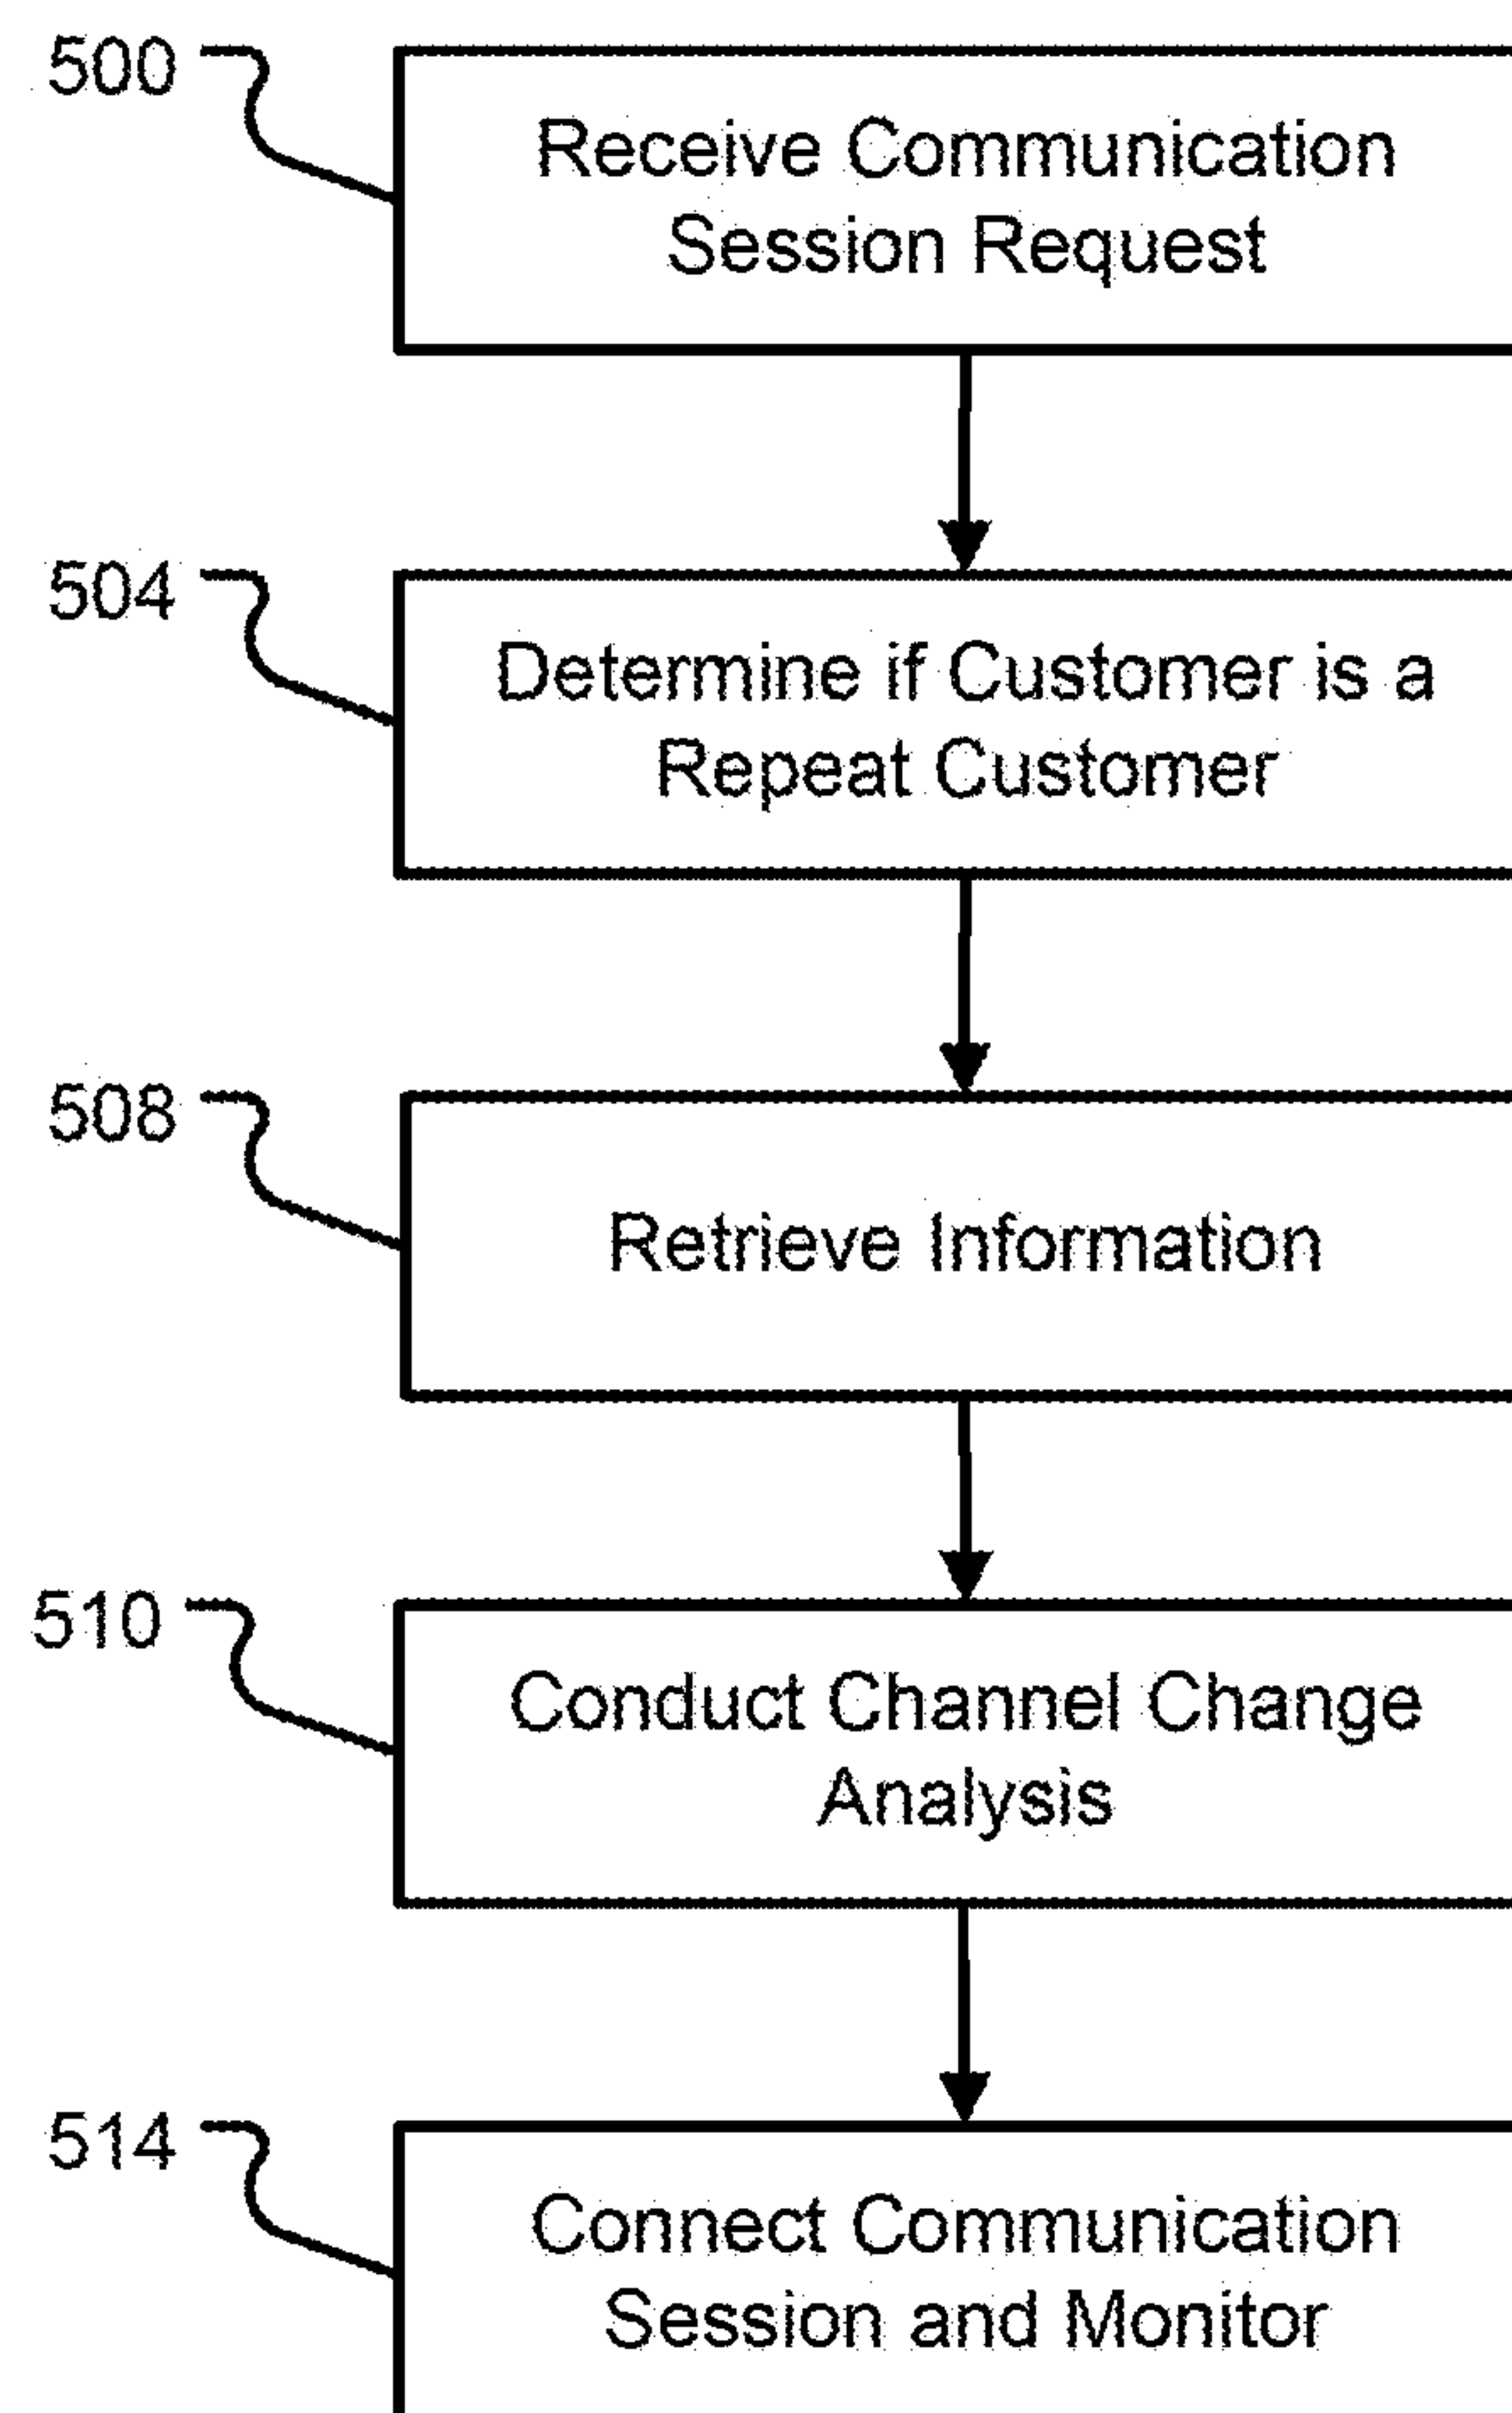 500
Receive Communication
Session Request
504
Determine if Customer is a
Repeat Customer
508
Retrieve Information
510
Conduct Channel Change
Analysis
514
Connect Communication
Session and Monitor